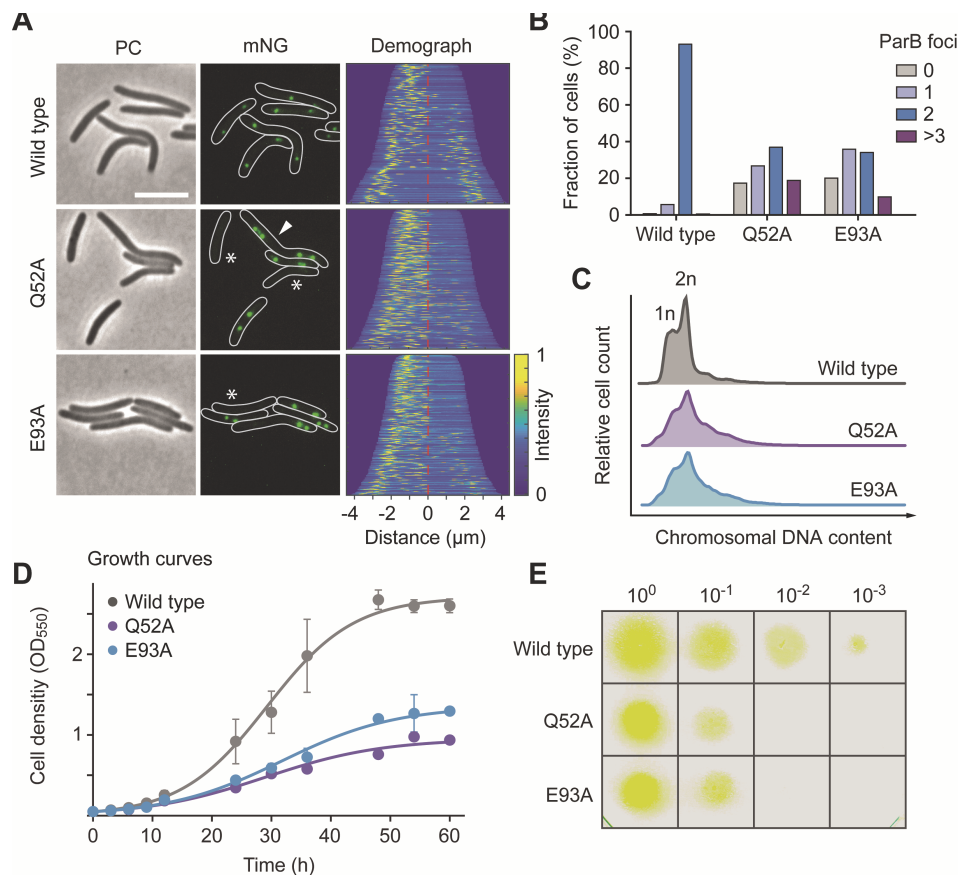 A
PC
mNG
Demograph
Wild type
Q52A
*
*
E93A
*
1
Intensity
0
-4
-2
0
2
4
Distance (µm)
B
Fraction of cells (%)
100
80
60
40
20
0
Wild type
Q52A
E93A
ParB foci
0
1
2
>3
C
Relative cell count
1n
2n
Wild type
Q52A
E93A
Chromosomal DNA content
D
Growth curves
Wild type
Q52A
E93A
Cell densitiy (OD550)
2
1
0
10
20
30
40
50
60
Time (h)
E
10⁰
10⁻¹
10⁻²
10⁻³
Wild type
Q52A
E93A